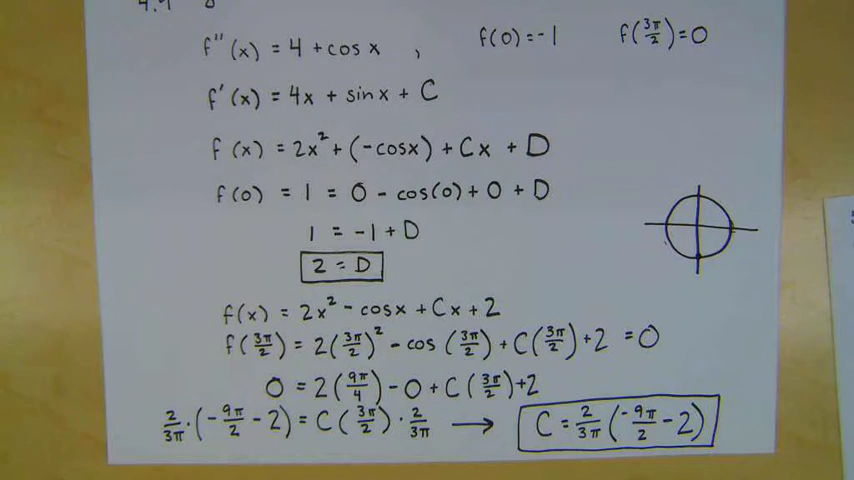 4.9 8
f''(x) = 4 + cos x , f(0) = -1 f(3π/2) = 0
f'(x) = 4x + sin x + C
f(x) = 2x² + (-cos x) + Cx + D
f(0) = 1 = 0 - cos(0) + 0 + D
1 = -1 + D
2 = D
f(x) = 2x² - cos x + Cx + 2
f(3π/2) = 2(3π/2)² - cos(3π/2) + C(3π/2) + 2 = 0
0 = 2(9π/4) - 0 + C(3π/2) + 2
2/3π · (-9π/2 - 2) = C(3π/2) · 2/3π → C = 2/3π (-9π/2 - 2)